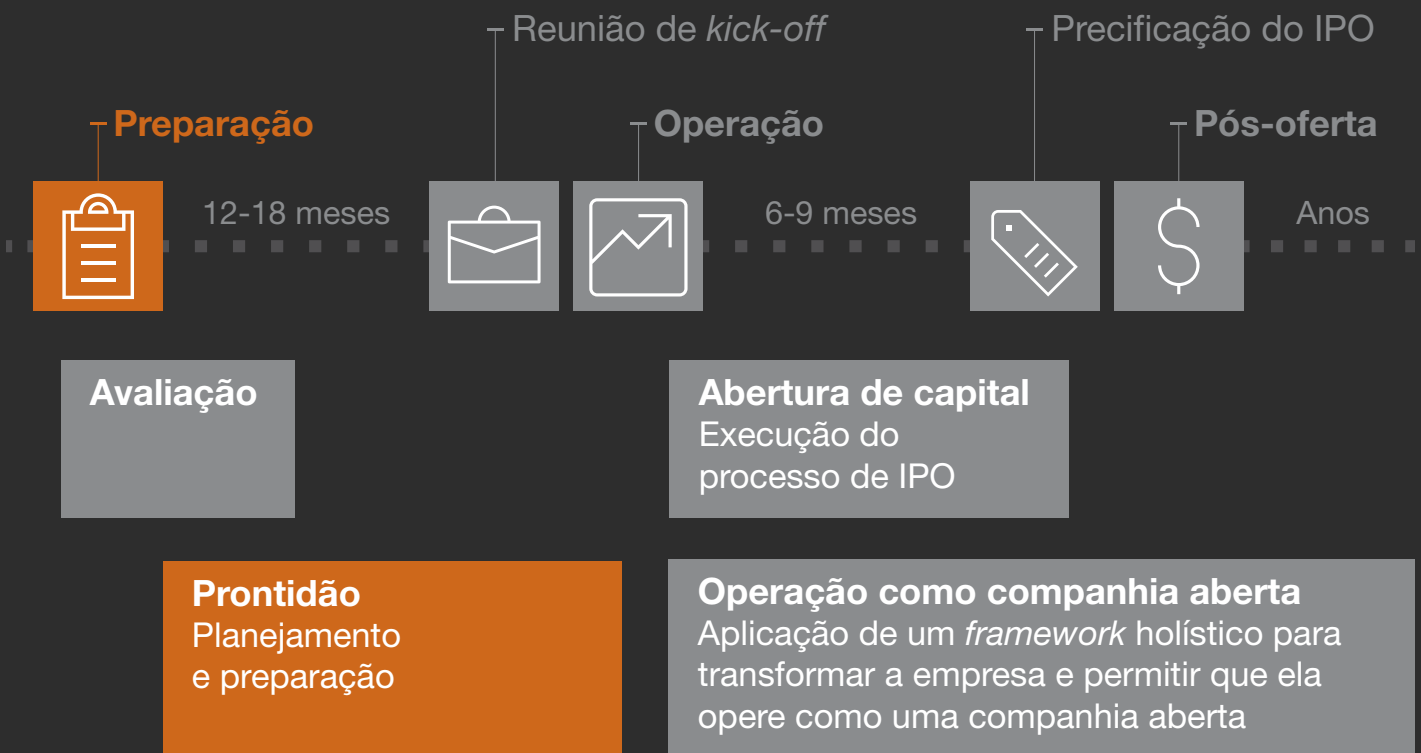 Reunião de kick-off
Precificação do IPO
Preparação
Operação
Pós-oferta
12-18 meses
6-9 meses
Anos
Avaliação
Abertura de capital
Execução do
processo de IPO
Prontidão
Planejamento
e preparação
Operação como companhia aberta
Aplicação de um framework holístico para
transformar a empresa e permitir que ela
opere como uma companhia aberta